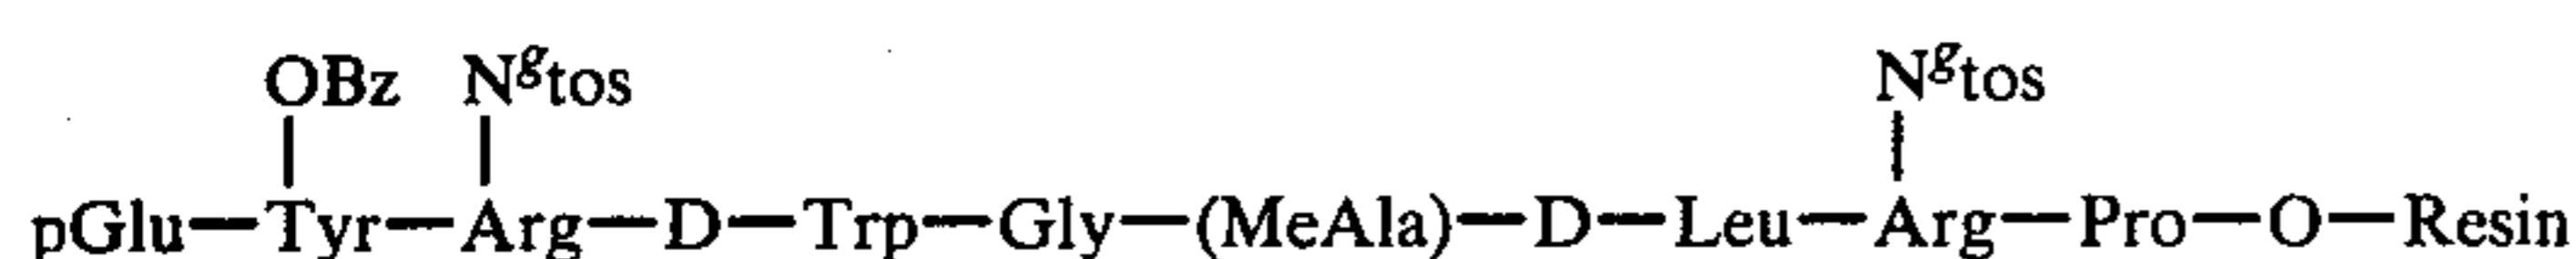 OBz N^g tos N^g tos
pGlu—Tyr—Arg—D—Trp—Gly—(MeAla)—D—Leu—Arg—Pro—O—Resin